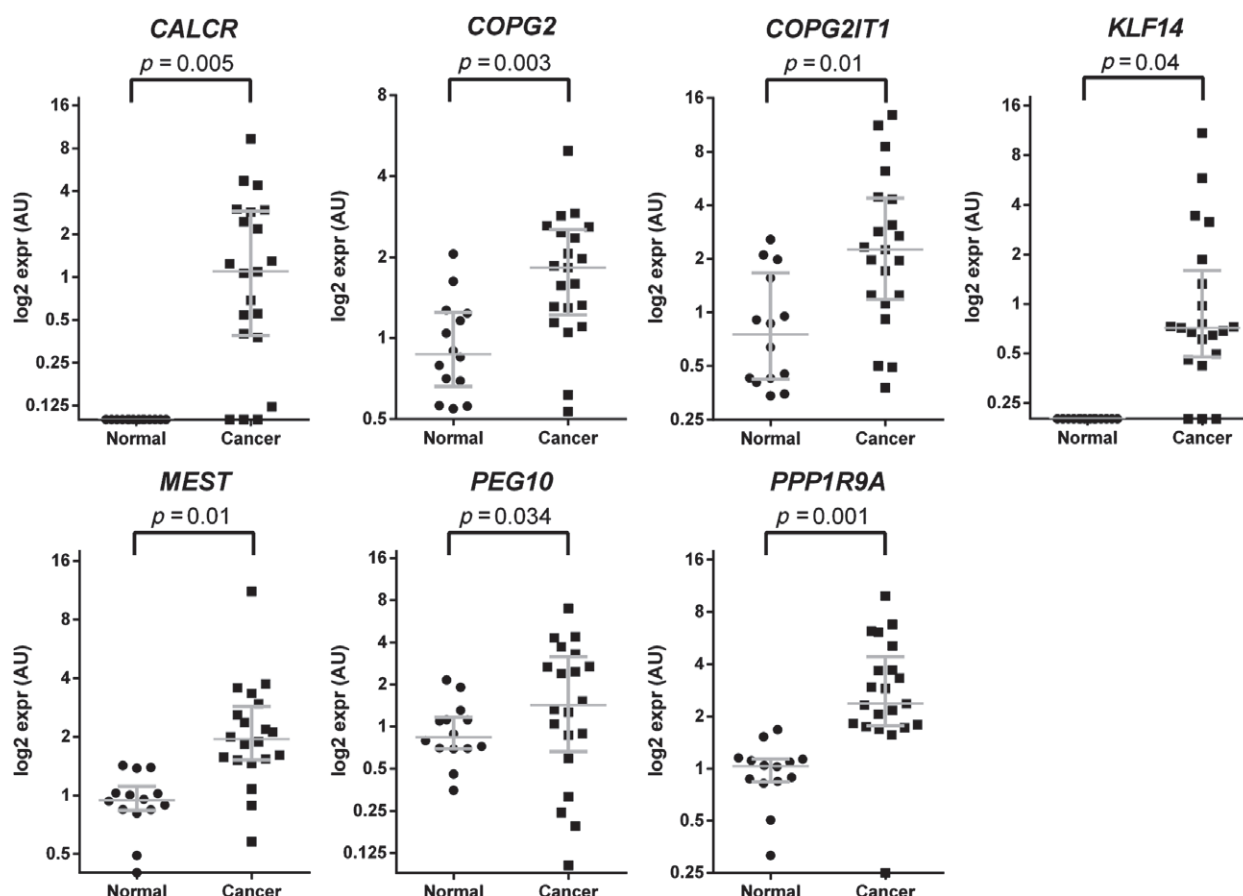 CALCR
p = 0.005
log2 expr (AU)
16
8
4
2
1
0.5
0.25
0.125
Normal Cancer
COPG2
p = 0.003
log2 expr (AU)
8
4
2
1
0.5
Normal Cancer
COPG2IT1
p = 0.01
log2 expr (AU)
16
8
4
2
1
0.5
0.25
Normal Cancer
KLF14
p = 0.04
log2 expr (AU)
16
8
4
2
1
0.5
0.25
Normal Cancer
MEST
p = 0.01
log2 expr (AU)
16
8
4
2
1
0.5
Normal Cancer
PEG10
p = 0.034
log2 expr (AU)
16
8
4
2
1
0.5
0.25
0.125
Normal Cancer
PPP1R9A
p = 0.001
log2 expr (AU)
16
8
4
2
1
0.5
0.25
Normal Cancer